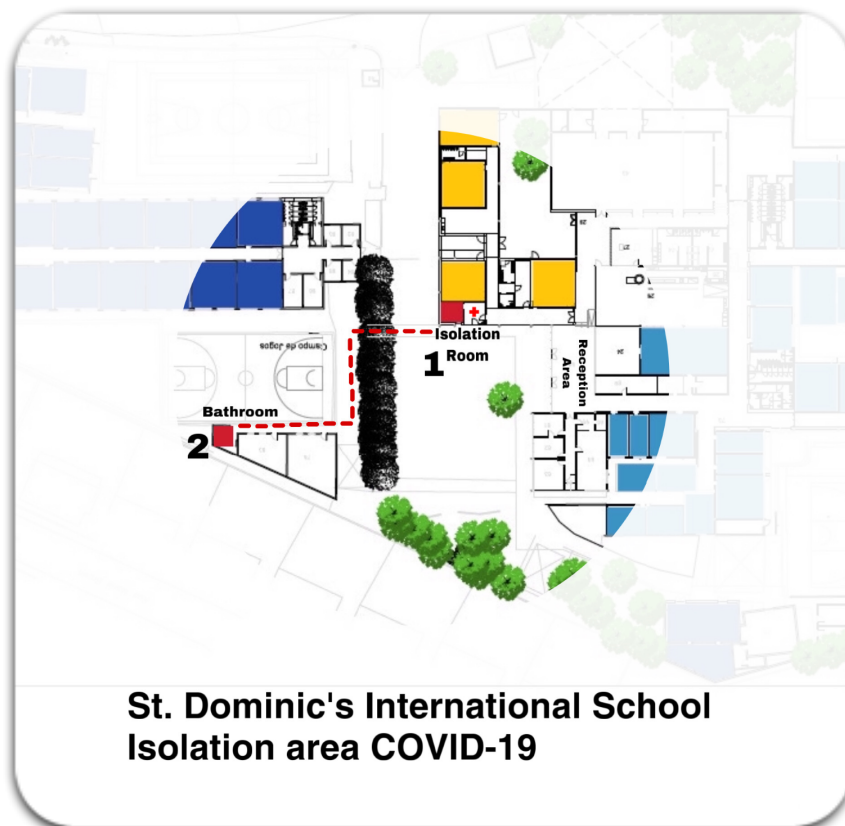 Campo de Jogos
Isolation
Room
1
Reception
Area
Bathroom
2
St. Dominic's International School
Isolation area COVID-19